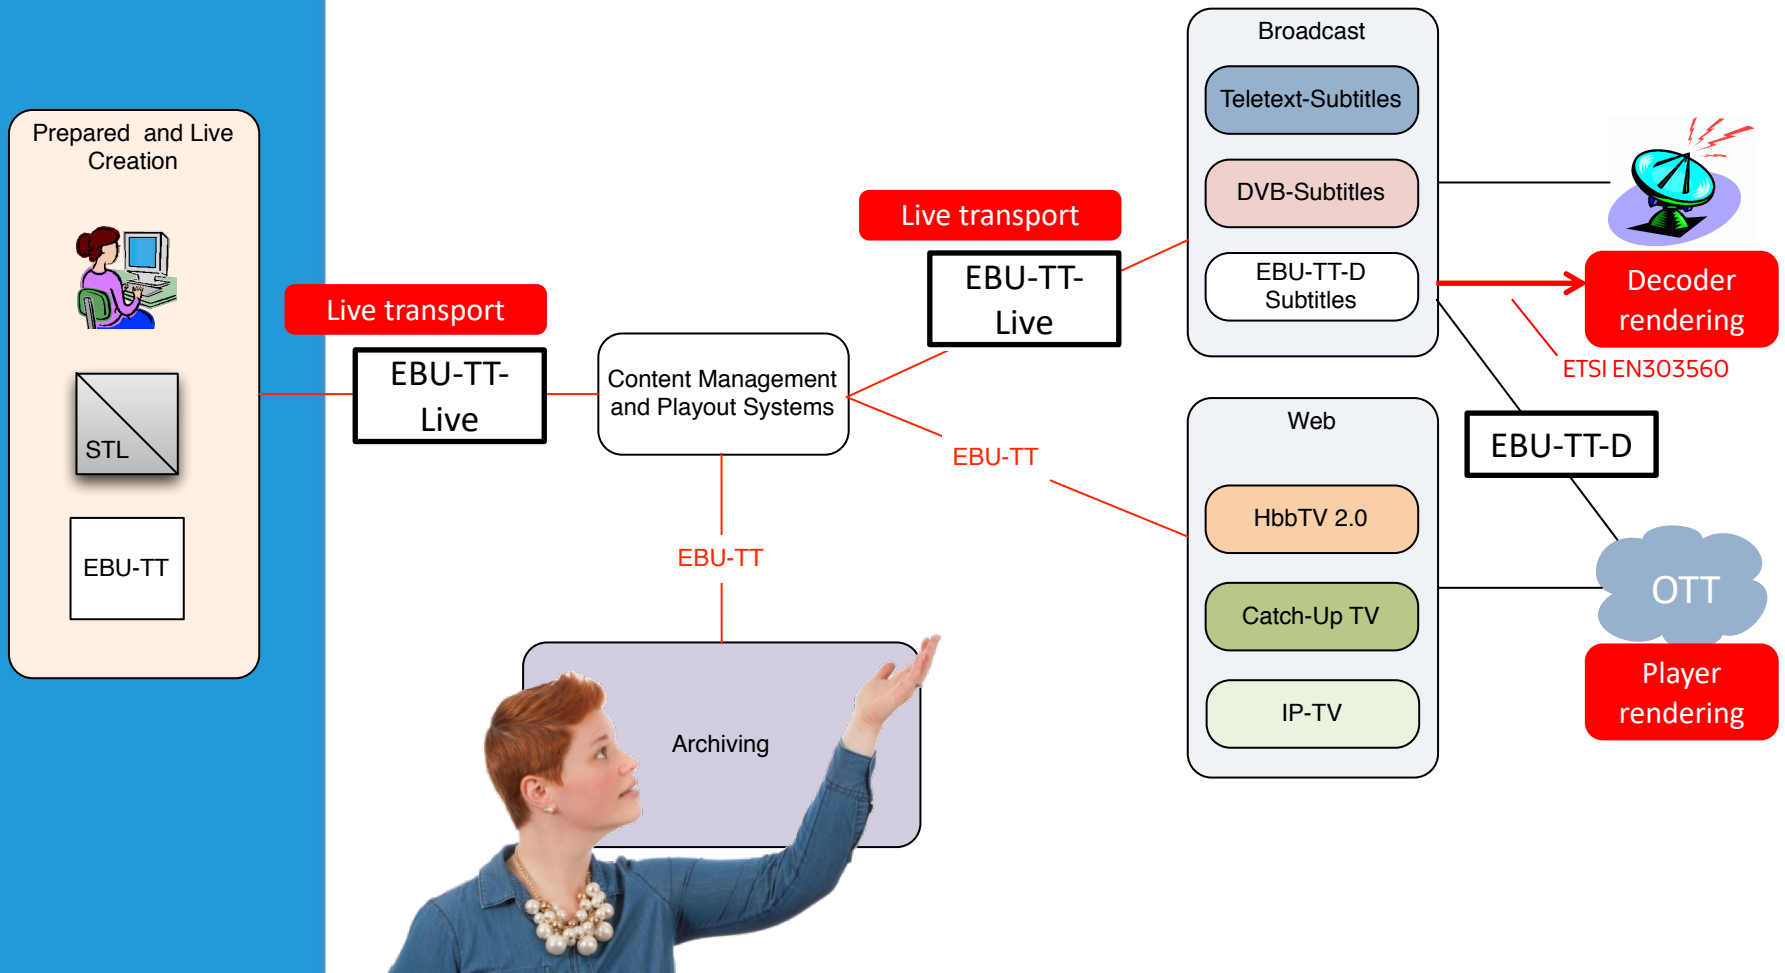 Prepared and Live
Creation
STL
EBU-TT
Live transport
EBU-TT-
Live
Content Management
and Playout Systems
EBU-TT
Archiving
Live transport
EBU-TT-
Live
EBU-TT
Broadcast
Teletext-Subtitles
DVB-Subtitles
EBU-TT-D
Subtitles
Web
HbbTV 2.0
Catch-Up TV
IP-TV
Decoder
rendering
ETSI EN303560
EBU-TT-D
OTT
Player
rendering